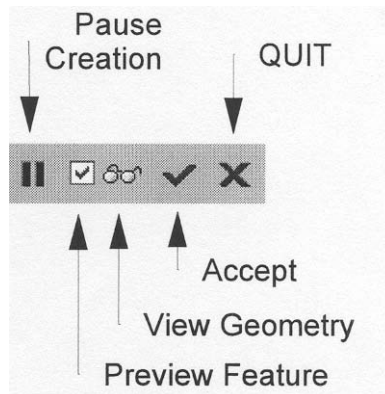 Pause
Creation
QUIT
Accept
View Geometry
Preview Feature